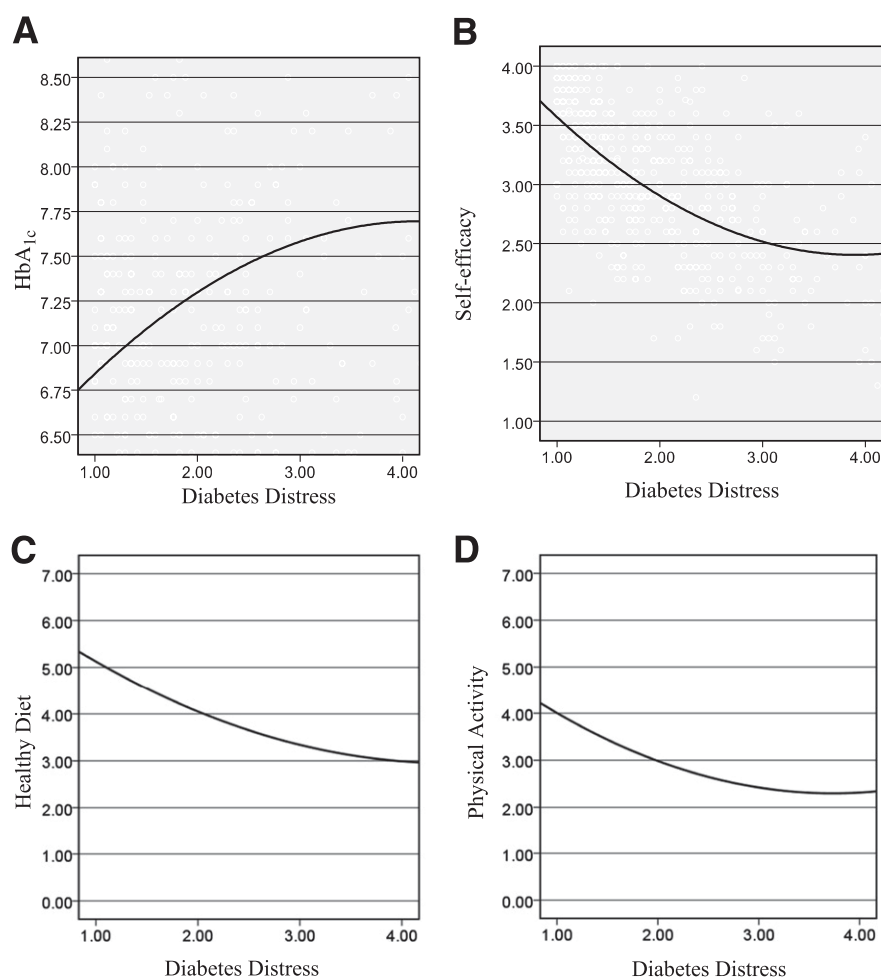 A
8.50
8.25
8.00
7.75
7.50
7.25
7.00
6.75
6.50
HbA1c
1.00 2.00 3.00 4.00
Diabetes Distress
B
4.00
3.50
3.00
2.50
2.00
1.50
1.00
Self-efficacy
1.00 2.00 3.00 4.00
Diabetes Distress
C
7.00
6.00
5.00
4.00
3.00
2.00
1.00
0.00
Healthy Diet
1.00 2.00 3.00 4.00
Diabetes Distress
D
7.00
6.00
5.00
4.00
3.00
2.00
1.00
0.00
Physical Activity
1.00 2.00 3.00 4.00
Diabetes Distress